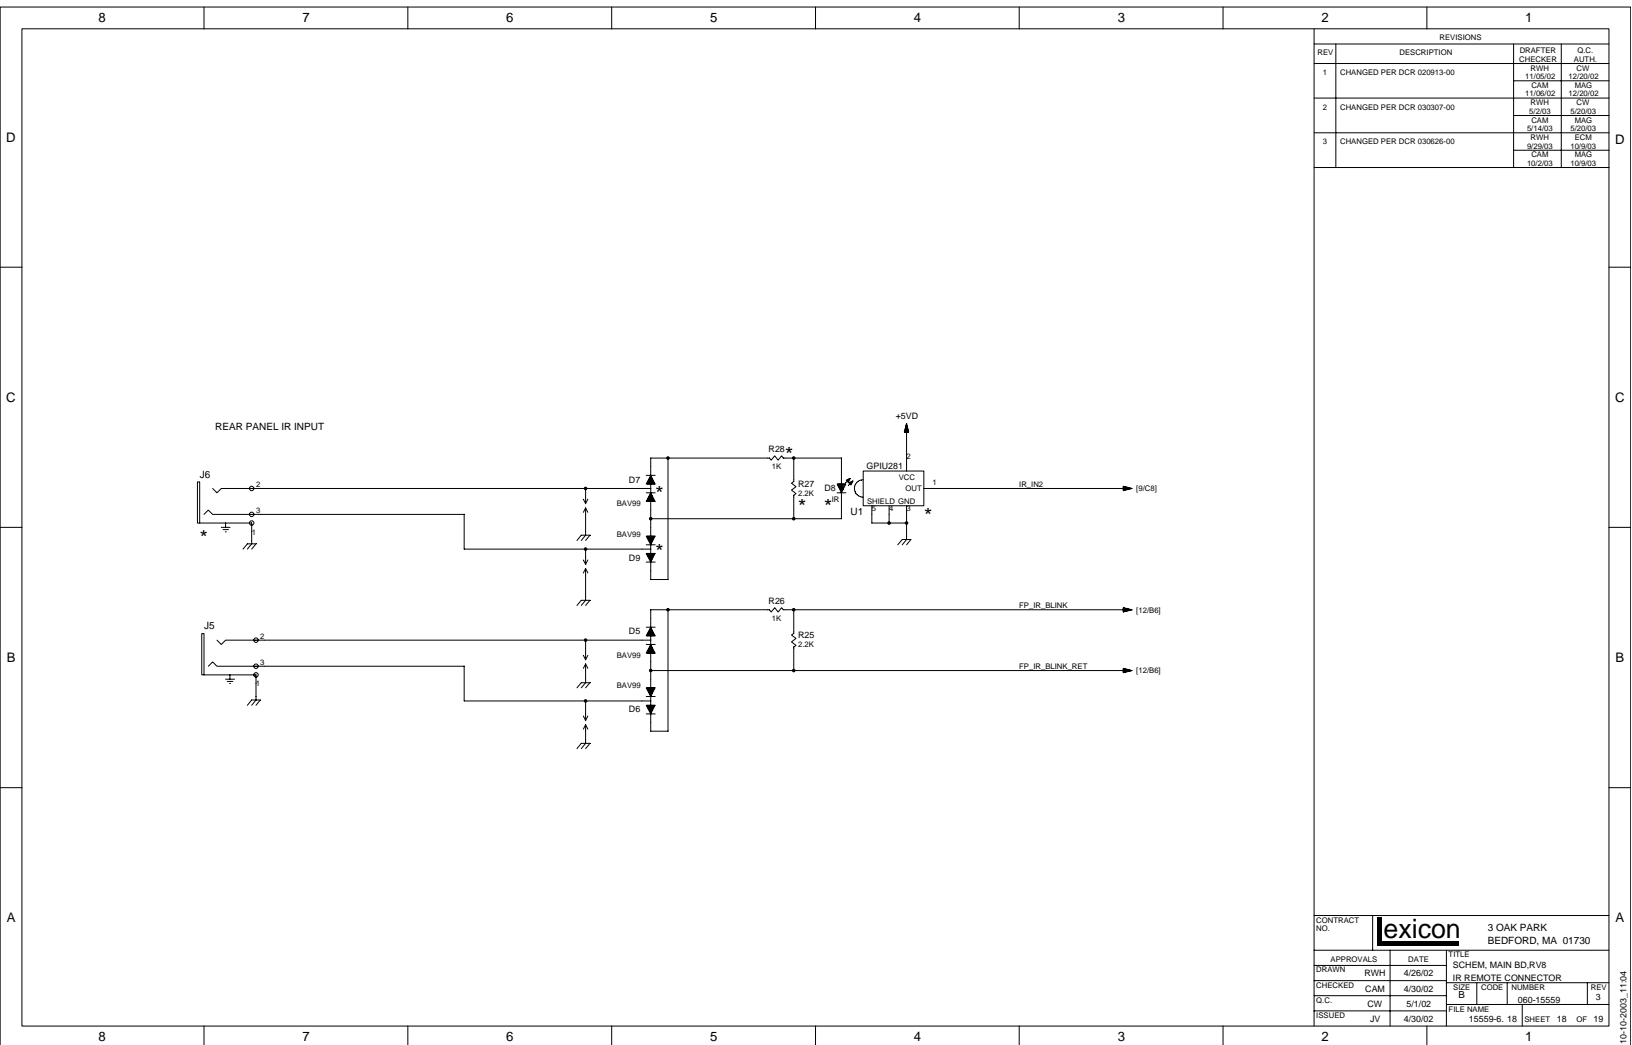 8 7 6 5 4 3 2 1
REVISIONS
REV DESCRIPTION DRAFTER CHECKER Q.C. AUTH.
1 CHANGED PER DCR 020913-00 RWH 11/05/02 CW 12/20/02
CAM 11/06/02 MAG 12/20/02
2 CHANGED PER DCR 030307-00 RWH 5/2/03 CW 5/20/03
CAM 5/14/03 MAG 5/20/03
3 CHANGED PER DCR 030626-00 RWH 9/29/03 ECM 10/9/03
CAM 10/2/03 MAG 10/9/03
D D
C C
B B
A A
REAR PANEL IR INPUT
J6
2
3
1
*
D7
*
BAV99
BAV99
*
D9
R28*
1K
R27
2.2K
*
D8
*IR
+5VD
2
GPIU281
VCC
OUT
1
SHIELD GND
5 4 3
U1
*
IR_IN2
[9/C8]
J5
2
3
1
D5
BAV99
BAV99
D6
R26
1K
R25
2.2K
FP_IR_BLINK
[12/B6]
FP_IR_BLINK_RET
[12/B6]
CONTRACT NO.
Lexicon
3 OAK PARK
BEDFORD, MA 01730
APPROVALS DATE
DRAWN RWH 4/26/02
CHECKED CAM 4/30/02
Q.C. CW 5/1/02
ISSUED JV 4/30/02
TITLE
SCHEM, MAIN BD,RV8
IR REMOTE CONNECTOR
SIZE B CODE NUMBER 060-15559 REV 3
FILE NAME 15559-6. 18 SHEET 18 OF 19
10-10-2003_11:04
8 7 6 5 4 3 2 1